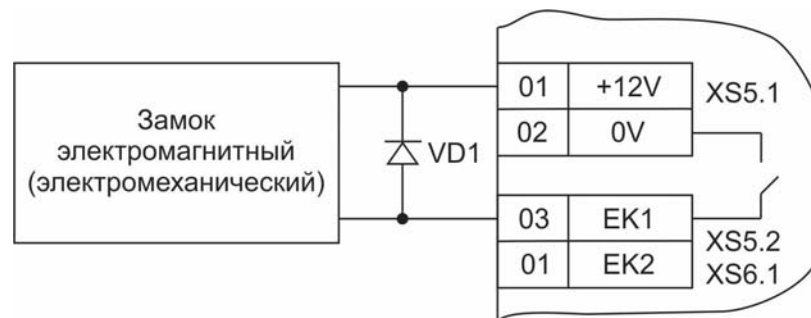 Замок
электромагнитный
(электромеханический)
VD1
01 +12V
02 0V
XS5.1
03 EK1
01 EK2
XS5.2
XS6.1